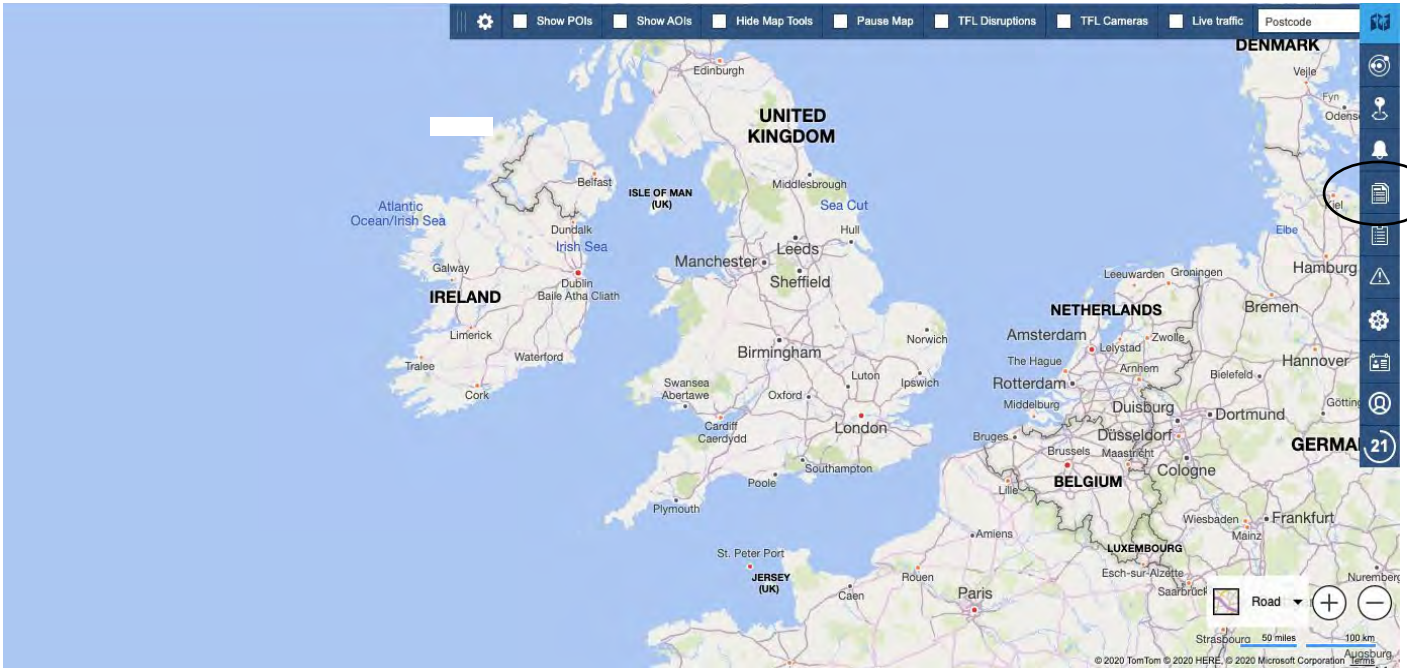 Show POIs
Show AOIs
Hide Map Tools
Pause Map
TFL Disruptions
TFL Cameras
Live traffic
Postcode
DENMARK
Edinburgh
Vejle
Fyn
Odens
UNITED
KINGDOM
Belfast
ISLE OF MAN
(UK)
Middlesbrough
Kiel
Atlantic
Ocean/Irish Sea
Sea Cut
Dundalk
Hull
Elbe
Irish Sea
Leeds
Manchester
Galway
Leeuwarden
Groningen
Hamburg
Dublin
Baile Atha Cliath
Sheffield
IRELAND
NETHERLANDS
Bremen
Limerick
Norwich
Amsterdam
Lelystad
Zwolle
Birmingham
Waterford
The Hague
Arnhem
Hannover
Tralee
Luton
Ipswich
Bielefeld
Swansea
Abertawe
Oxford
Rotterdam
Cork
Middelburg
Duisburg
Dortmund
Götting
Cardiff
Caerdydd
London
Bruges
Düsseldorf
GERMA
21
Brussels
Maastricht
Southampton
Cologne
Poole
BELGIUM
Lille
Plymouth
Wiesbaden
Frankfurt
Amiens
Mainz
St. Peter Port
LUXEMBOURG
JERSEY
(UK)
Rouen
Esch-sur-Alzette
Nuremberg
Caen
Paris
Saarbrück
Road
Strasbourg
50 miles
100 km
Augsburg
© 2020 TomTom © 2020 HERE, © 2020 Microsoft Corporation Terms